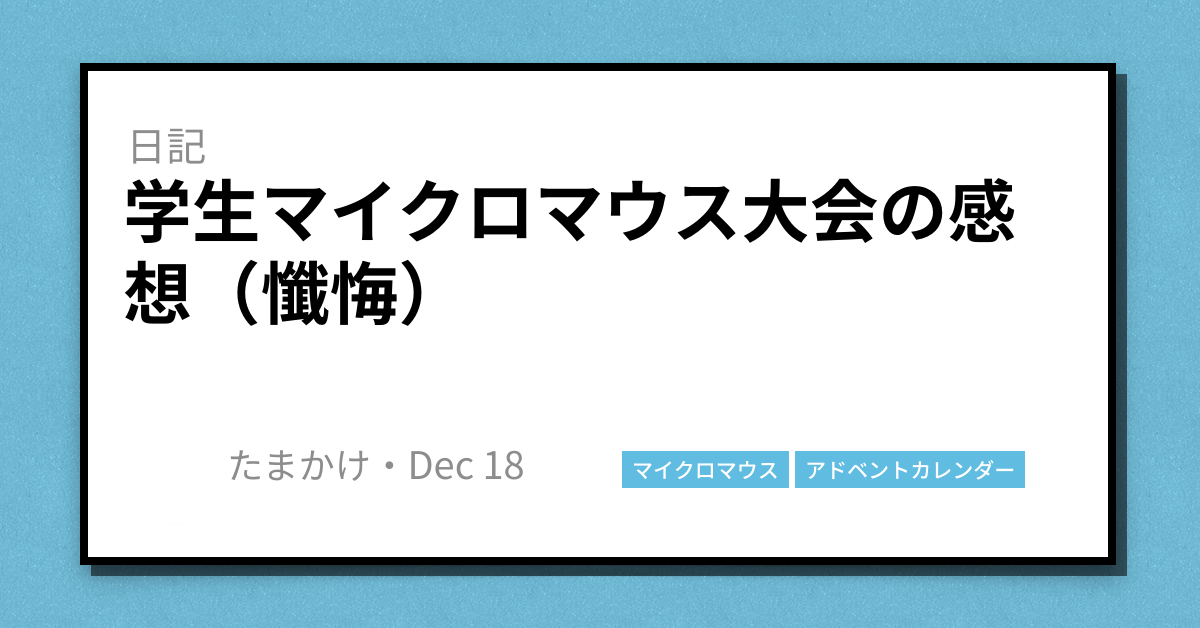 日記
学生マイクロマウス大会の感
想（懺悔）
たまかけ・Dec 18
マイクロマウス
アドベントカレンダー